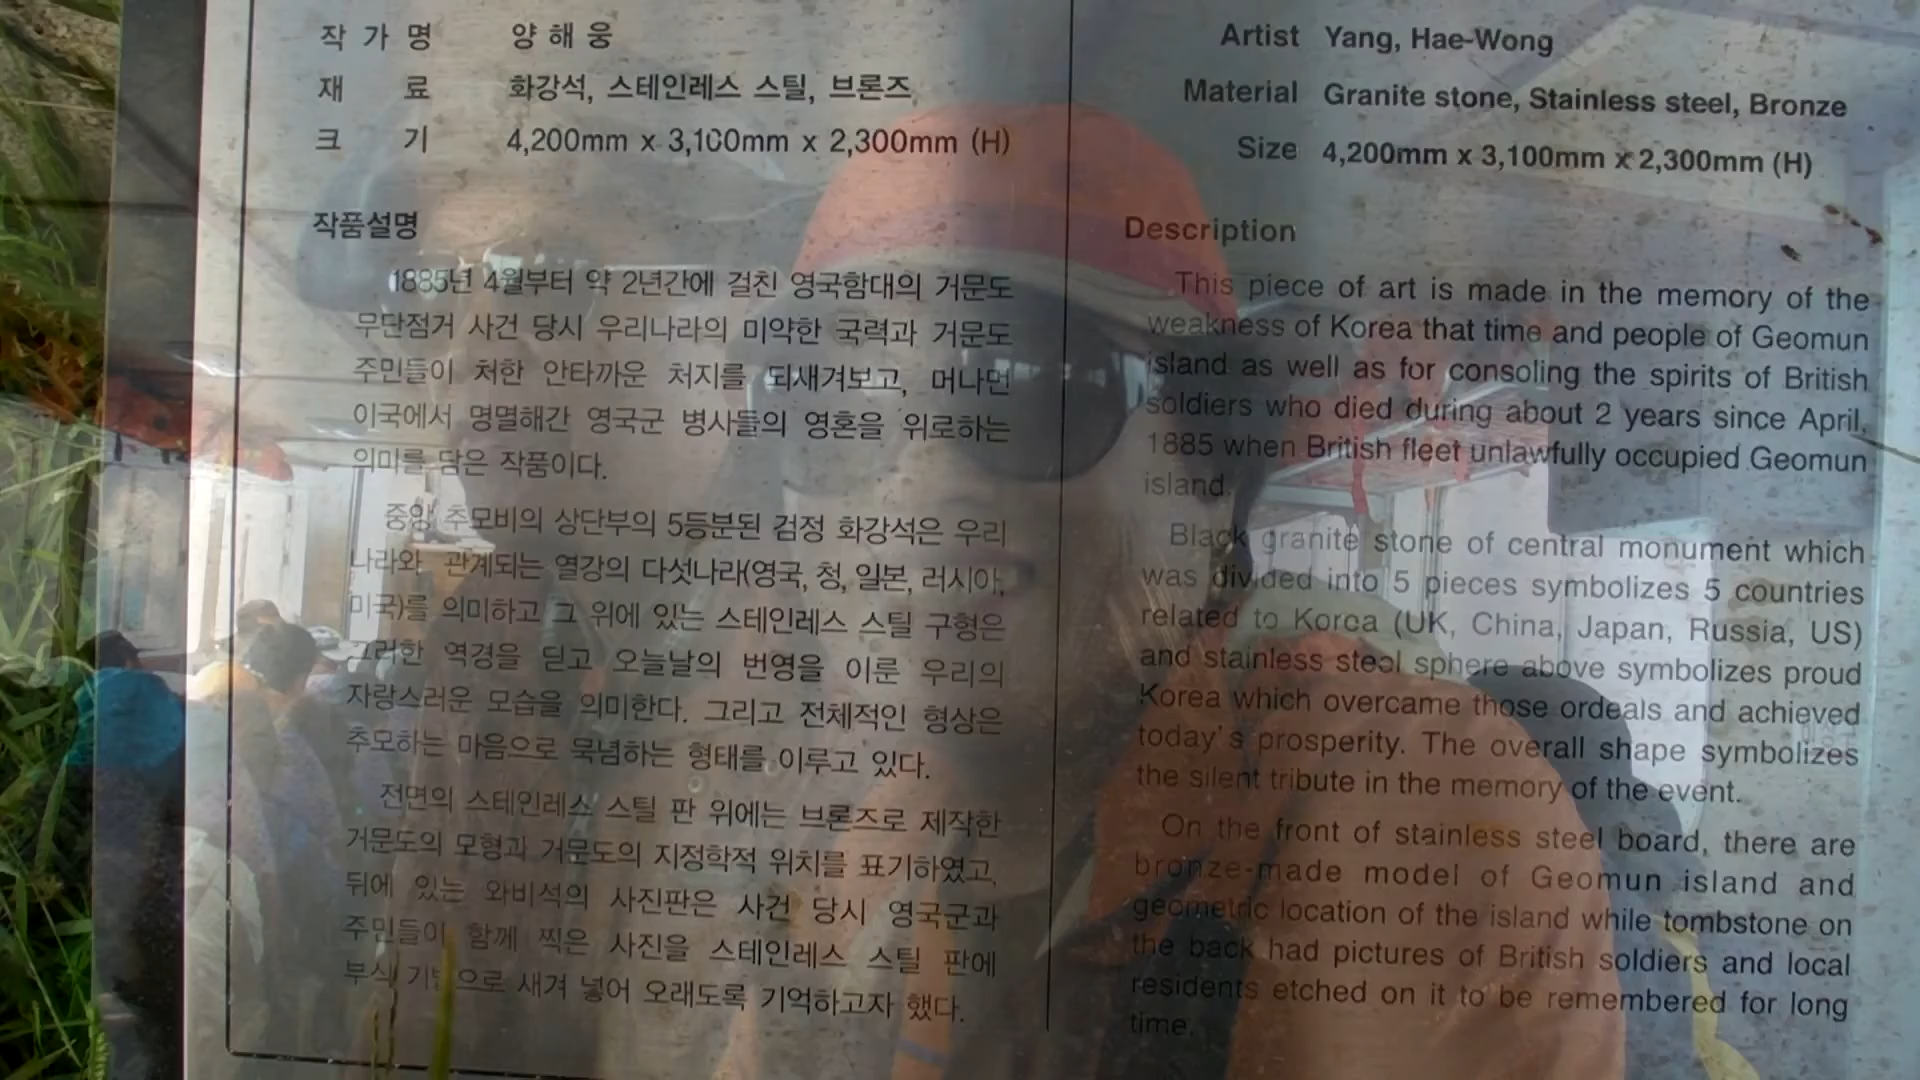 작 가 명 양 해 웅
재 료 화강석, 스테인레스 스틸, 브론즈
크 기 4,200mm x 3,100mm x 2,300mm (H)
작품설명
1885년 4월부터 약 2년간에 걸친 영국함대의 거문도
무단점거 사건 당시 우리나라의 미약한 국력과 거문도
주민들이 처한 안타까운 처지를 되새겨보고, 머나먼
이국에서 명멸해간 영국군 병사들의 영혼을 위로하는
의미를 담은 작품이다.
중앙 추모비의 상단부의 5등분된 검정 화강석은 우리
나라와 관계되는 열강의 다섯나라(영국, 청, 일본, 러시아,
미국)를 의미하고 그 위에 있는 스테인레스 스틸 구형은
그러한 역경을 딛고 오늘날의 번영을 이룬 우리의
자랑스러운 모습을 의미한다. 그리고 전체적인 형상은
추모하는 마음으로 묵념하는 형태를 이루고 있다.
전면의 스테인레스 스틸 판 위에는 브론즈로 제작한
거문도의 모형과 거문도의 지정학적 위치를 표기하였고,
뒤에 있는 와비석의 사진판은 사건 당시 영국군과
주민들이 함께 찍은 사진을 스테인레스 스틸 판에
부식 기법으로 새겨 넣어 오래도록 기억하고자 했다.
Artist Yang, Hae-Wong
Material Granite stone, Stainless steel, Bronze
Size 4,200mm x 3,100mm x 2,300mm (H)
Description
This piece of art is made in the memory of the
weakness of Korea that time and people of Geomun
island as well as for consoling the spirits of British
soldiers who died during about 2 years since April,
1885 when British fleet unlawfully occupied Geomun
island.
Black granite stone of central monument which
was divided into 5 pieces symbolizes 5 countries
related to Korea (UK, China, Japan, Russia, US)
and stainless steel sphere above symbolizes proud
Korea which overcame those ordeals and achieved
today's prosperity. The overall shape symbolizes
the silent tribute in the memory of the event.
On the front of stainless steel board, there are
bronze-made model of Geomun island and
geometric location of the island while tombstone on
the back had pictures of British soldiers and local
residents etched on it to be remembered for long
time.